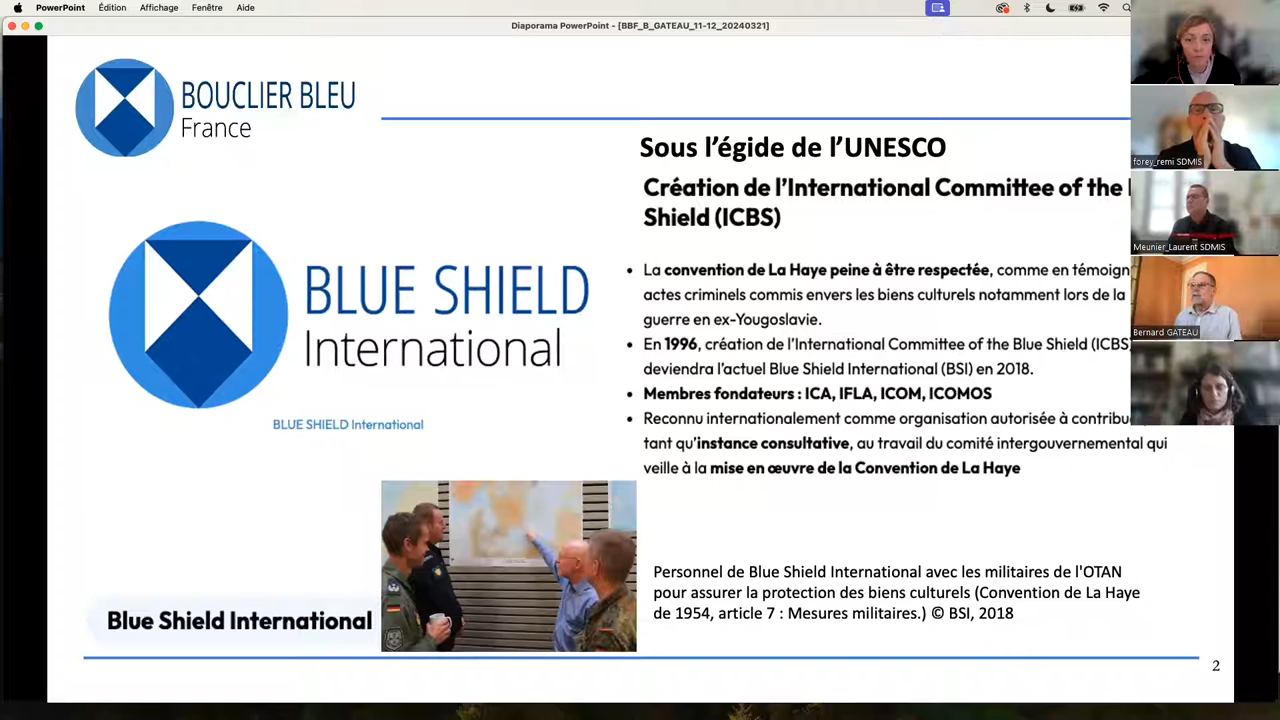 PowerPoint Édition Affichage Fenêtre Aide
Diaporama PowerPoint - [BBF_B_GATEAU_11-12_20240321]
BOUCLIER BLEU
France
Sous l’égide de l’UNESCO
Création de l’International Committee of the
Shield (ICBS)
BLUE SHIELD
International
BLUE SHIELD International
• La convention de La Haye peine à être respectée, comme en témoign
actes criminels commis envers les biens culturels notamment lors de la
guerre en ex-Yougoslavie.
• En 1996, création de l’International Committee of the Blue Shield (ICBS)
deviendra l’actuel Blue Shield International (BSI) en 2018.
• Membres fondateurs : ICA, IFLA, ICOM, ICOMOS
• Reconnu internationalement comme organisation autorisée à contribu
tant qu’instance consultative, au travail du comité intergouvernemental qui
veille à la mise en œuvre de la Convention de La Haye
Blue Shield International
Personnel de Blue Shield International avec les militaires de l'OTAN
pour assurer la protection des biens culturels (Convention de La Haye
de 1954, article 7 : Mesures militaires.) © BSI, 2018
2
forey_remi SDMIS
Meunier_Laurent SDMIS
Bernard GATEAU